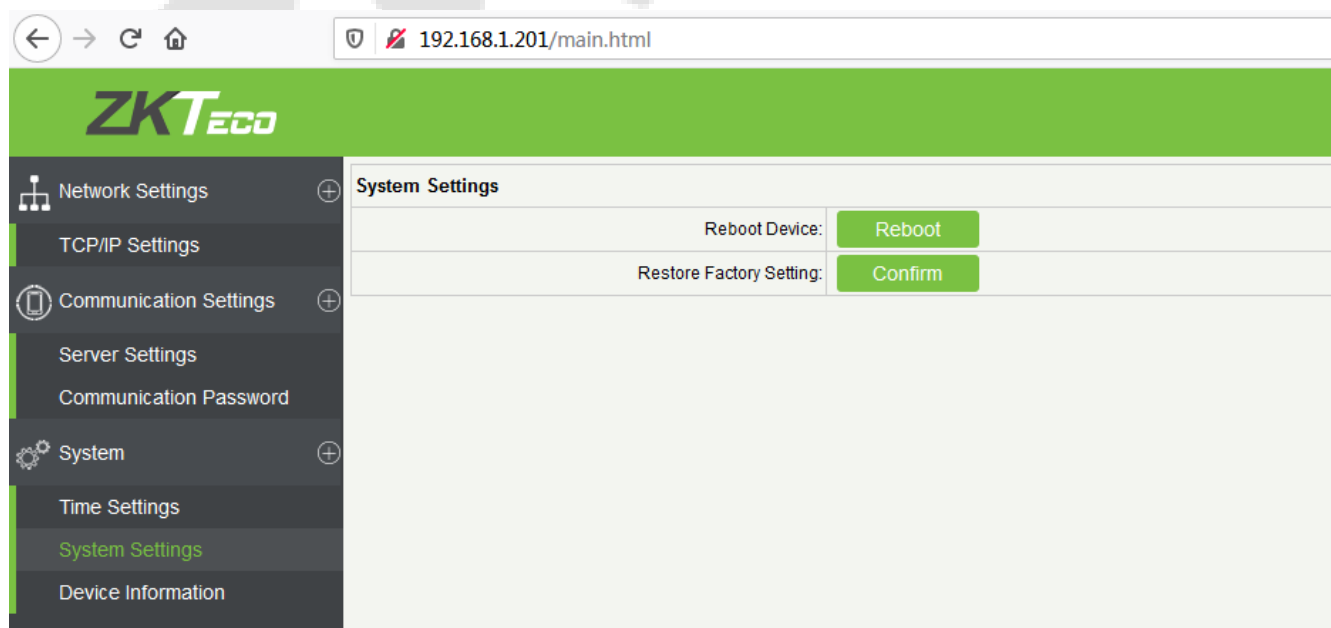 192.168.1.201/main.html
ZKTECO
Network Settings
TCP/IP Settings
Communication Settings
Server Settings
Communication Password
System
Time Settings
System Settings
Device Information
System Settings
Reboot Device: Reboot
Restore Factory Setting: Confirm